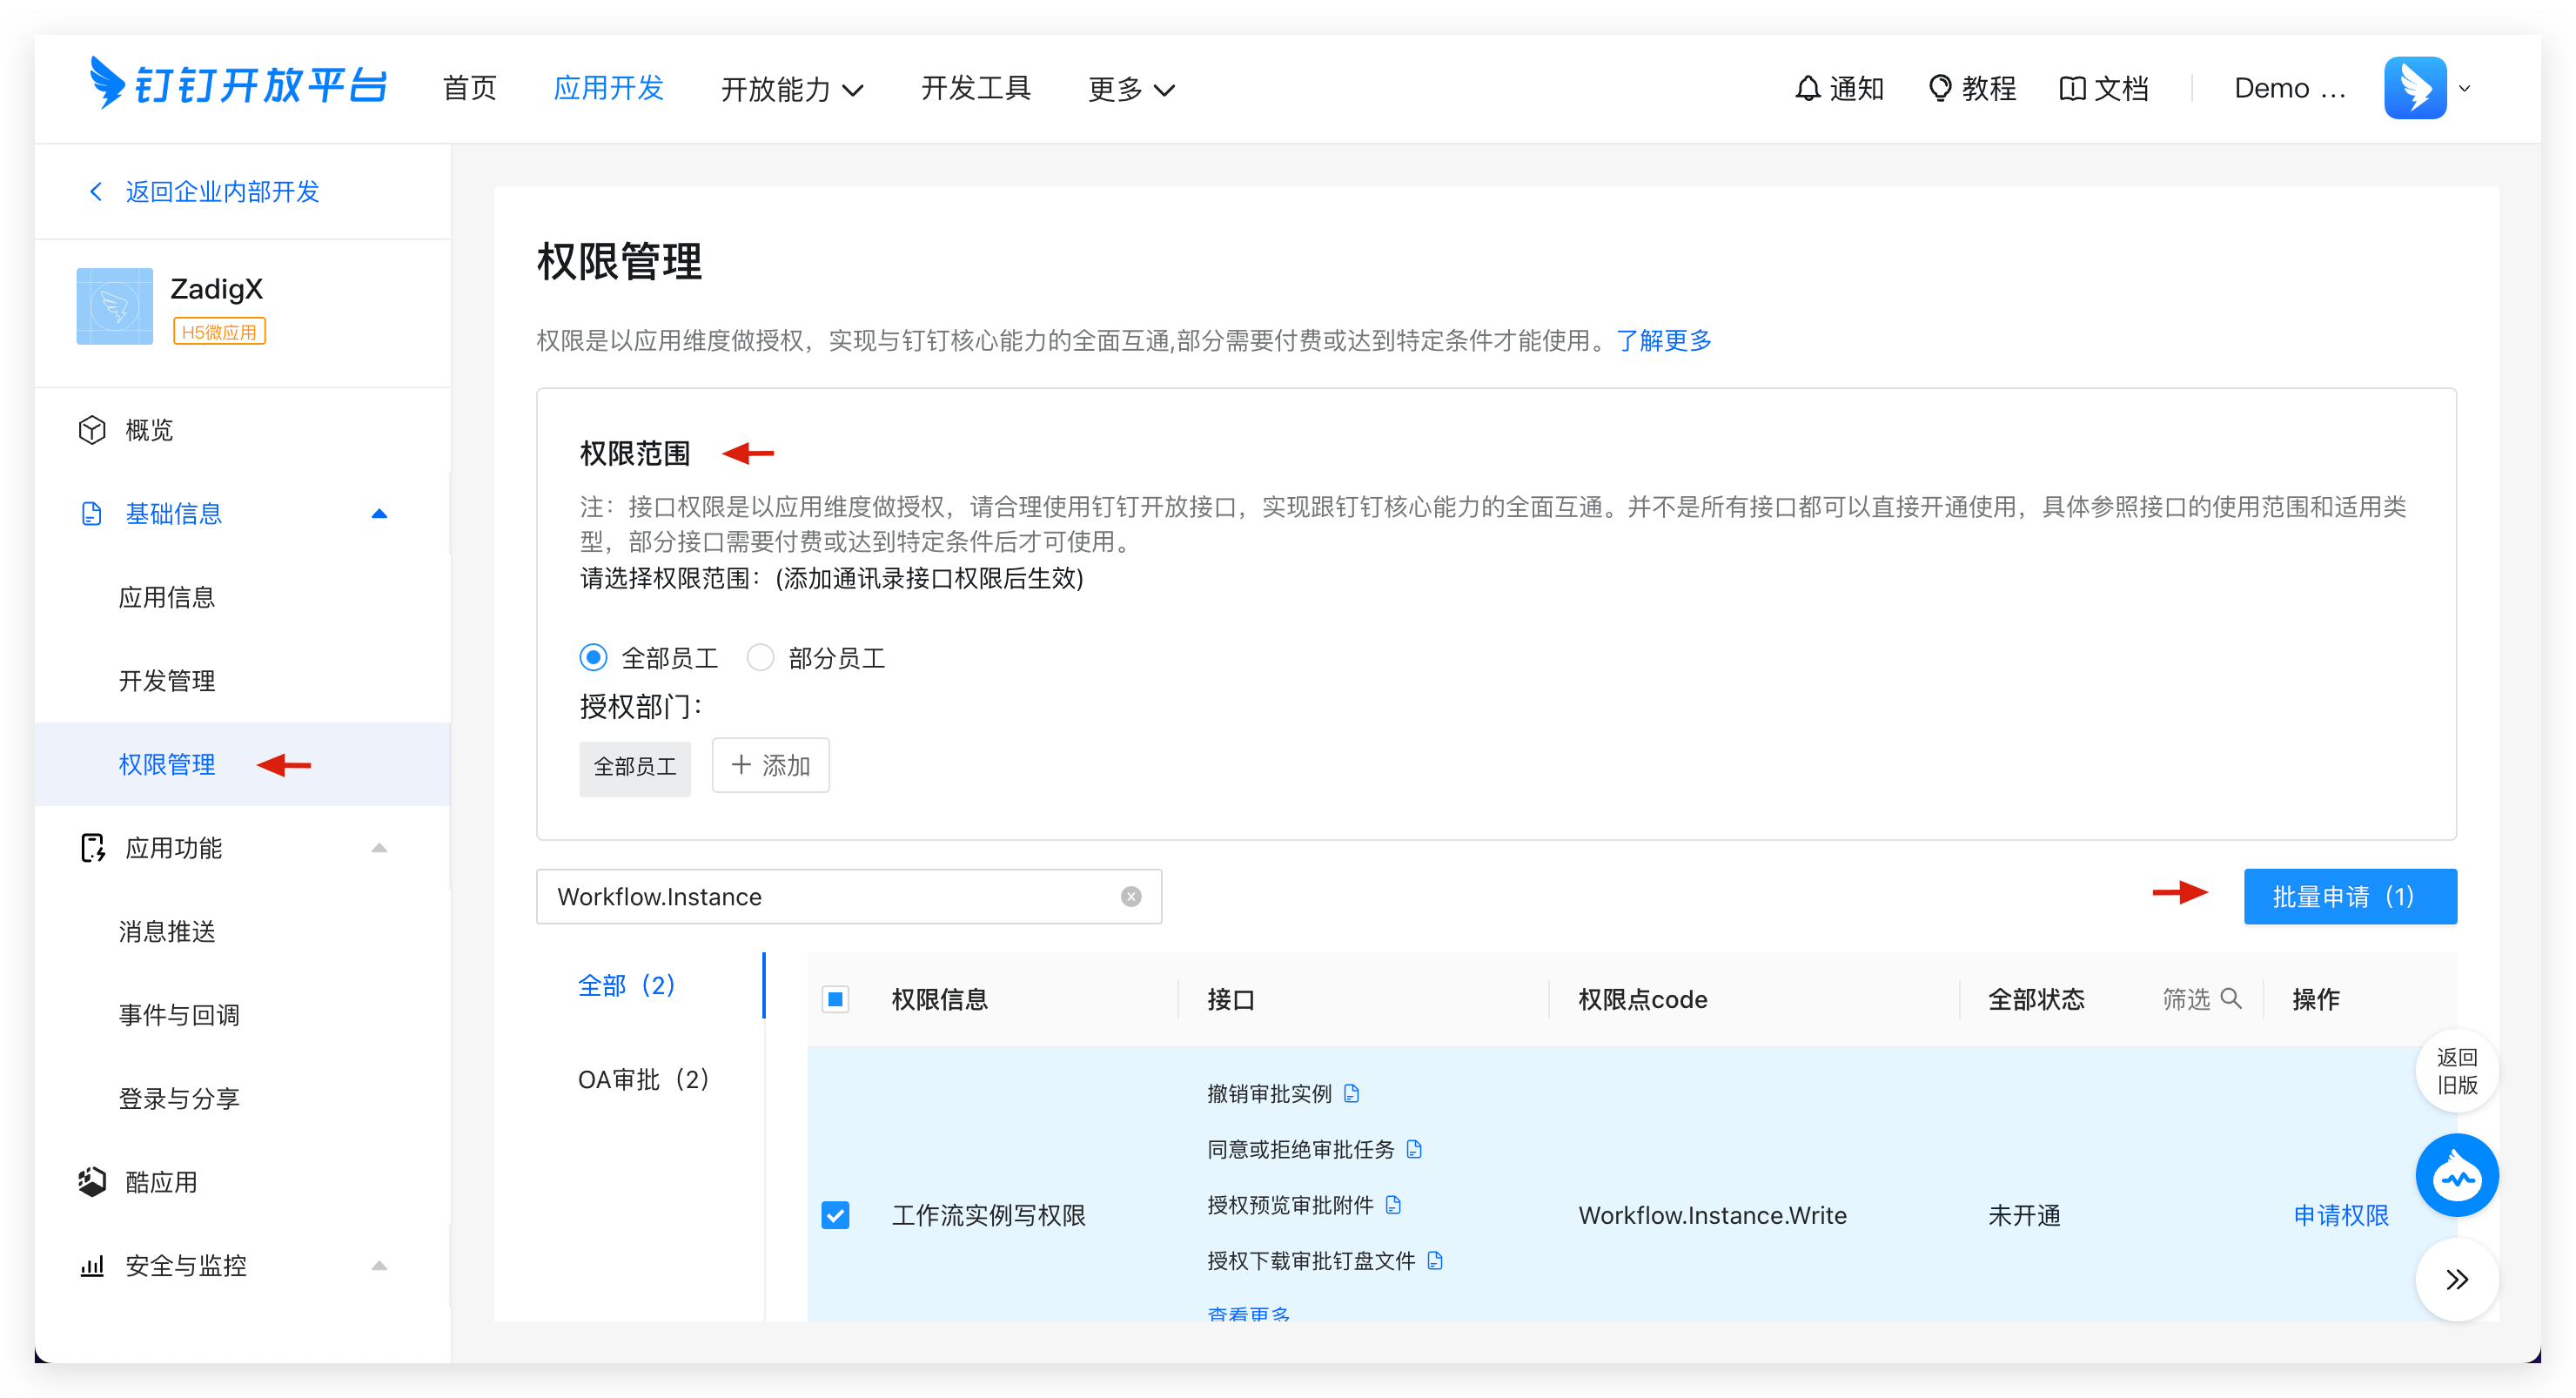 钉钉开放平台 首页 应用开发 开放能力 开发工具 更多 通知 教程 文档 Demo ...
返回企业内部开发
ZadigX
H5微应用
概览
基础信息
应用信息
开发管理
权限管理
应用功能
消息推送
事件与回调
登录与分享
酷应用
安全与监控
权限管理
权限是以应用维度做授权，实现与钉钉核心能力的全面互通,部分需要付费或达到特定条件才能使用。了解更多
权限范围
注：接口权限是以应用维度做授权，请合理使用钉钉开放接口，实现跟钉钉核心能力的全面互通。并不是所有接口都可以直接开通使用，具体参照接口的使用范围和适用类
型，部分接口需要付费或达到特定条件后才可使用。
请选择权限范围：(添加通讯录接口权限后生效)
全部员工 部分员工
授权部门：
全部员工 添加
Workflow.Instance 批量申请（1）
全部（2）
OA审批（2）
权限信息 接口 权限点code 全部状态 筛选 操作
撤销审批实例
同意或拒绝审批任务
授权预览审批附件
工作流实例写权限 Workflow.Instance.Write 未开通 申请权限
授权下载审批钉盘文件
查看更多
返回
旧版